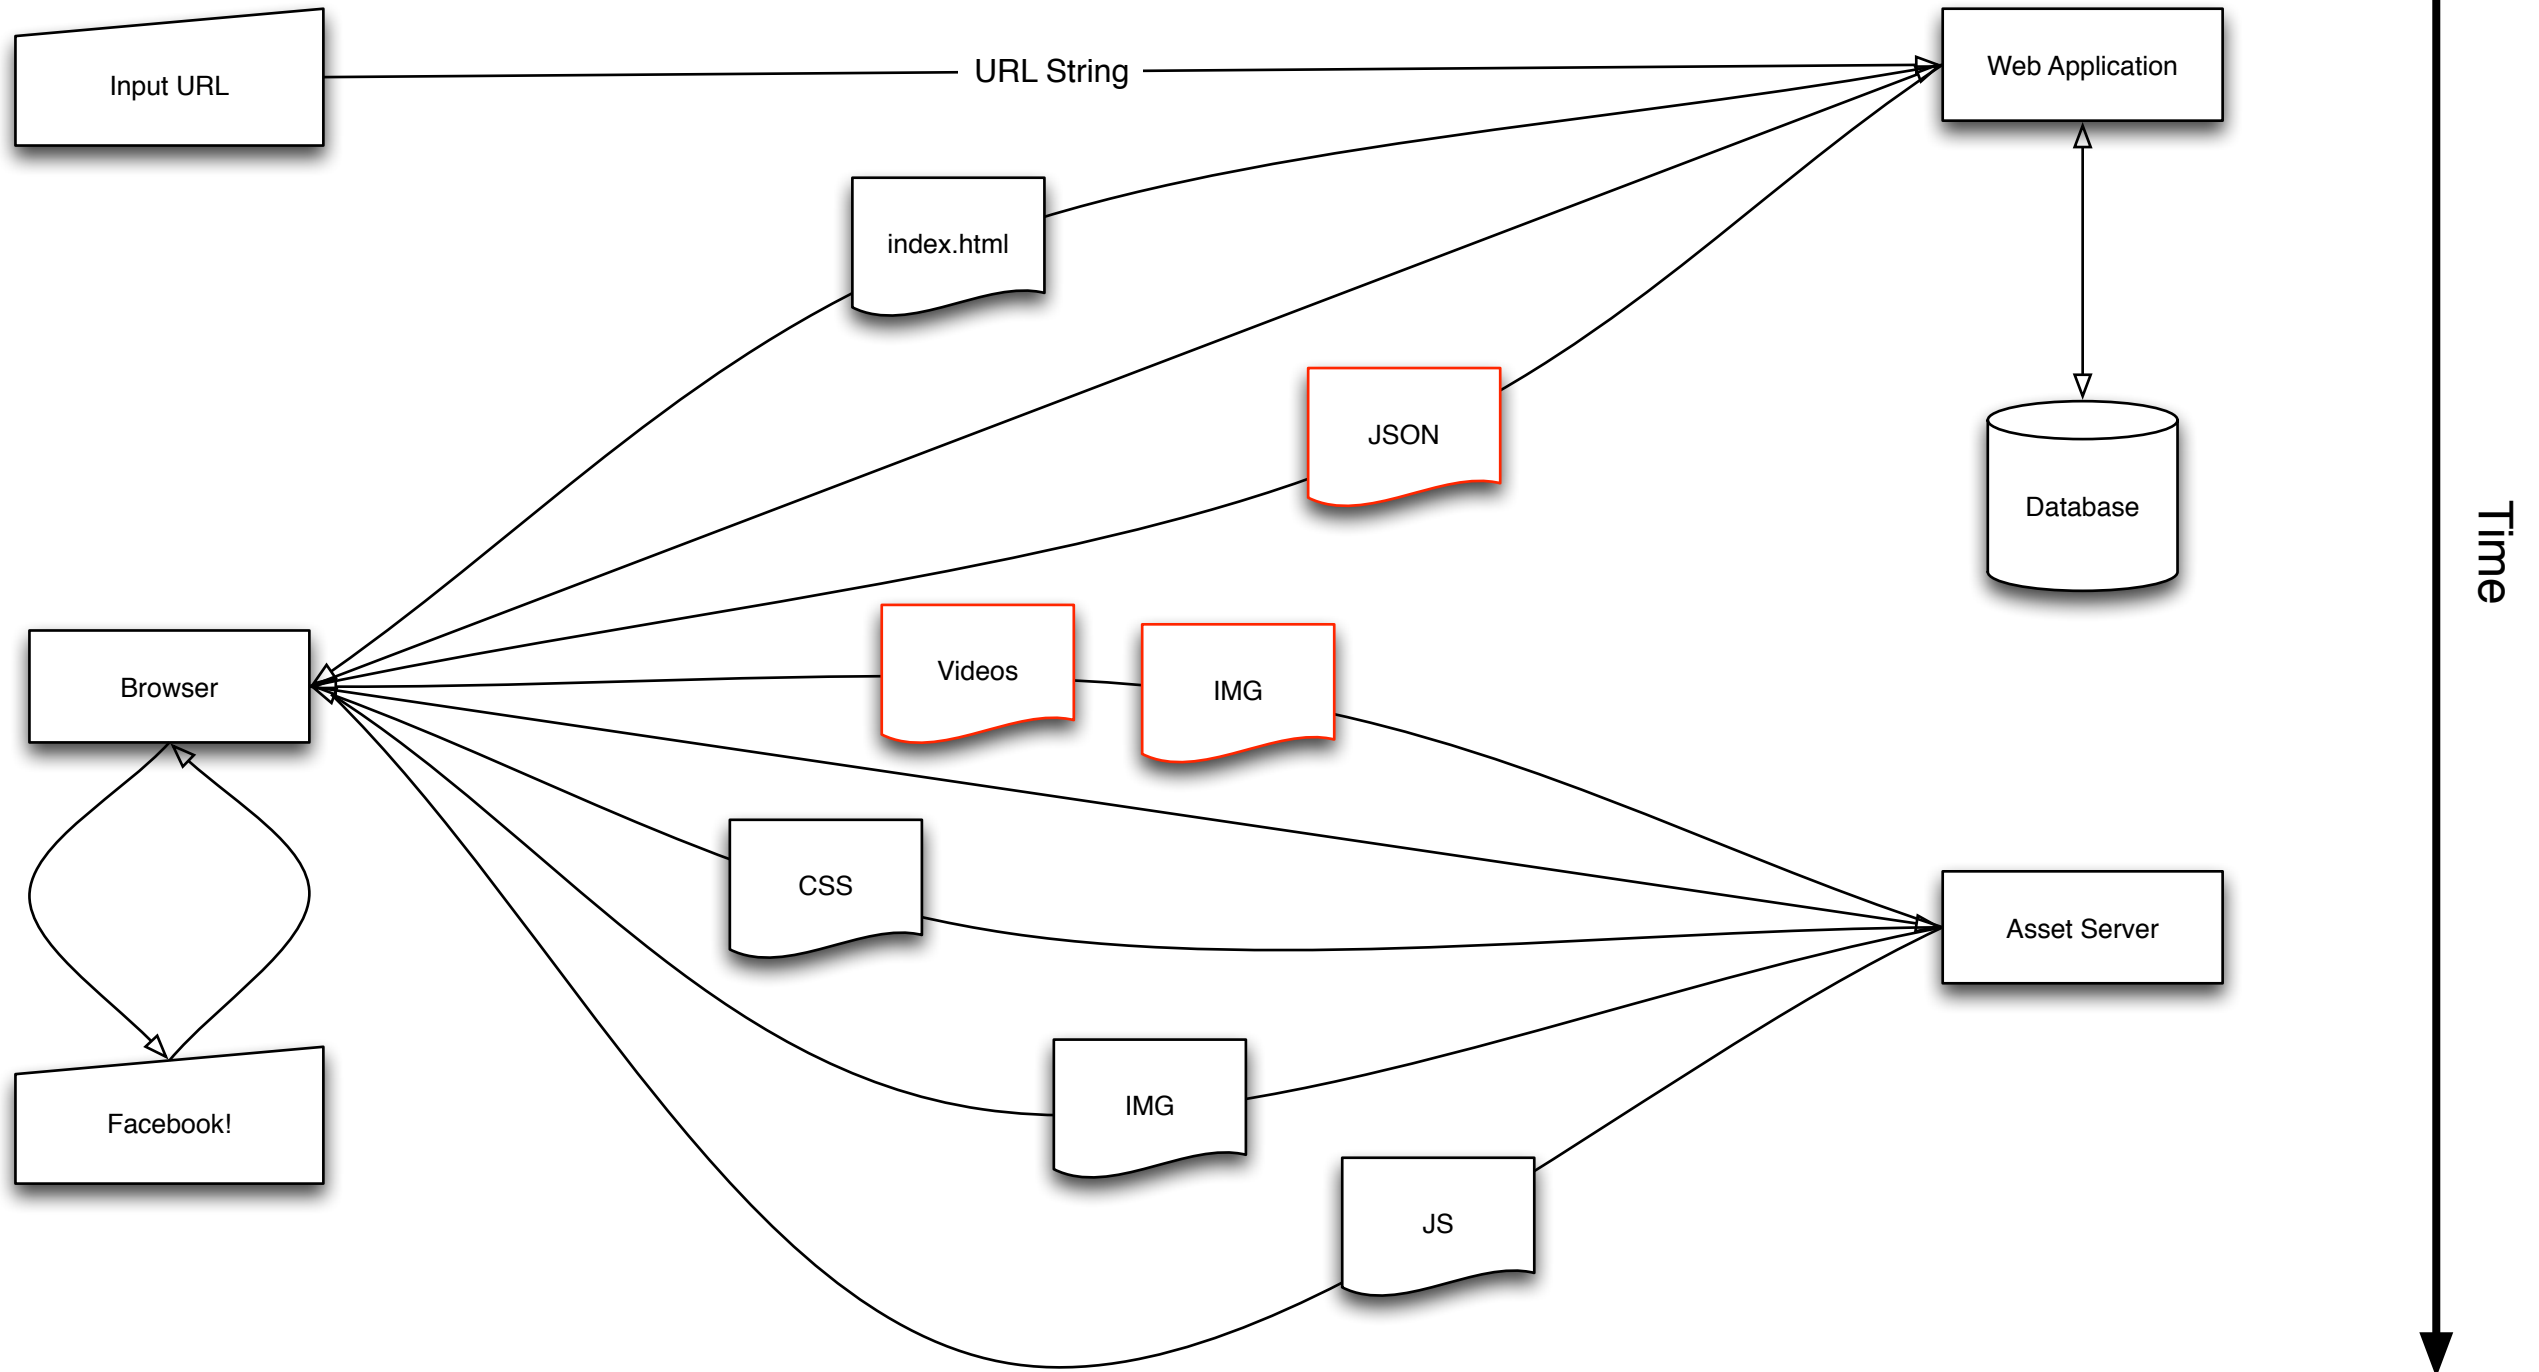 Input URL
URL String
Web Application
index.html
JSON
Database
Time
Videos
IMG
Browser
CSS
Asset Server
IMG
Facebook!
JS